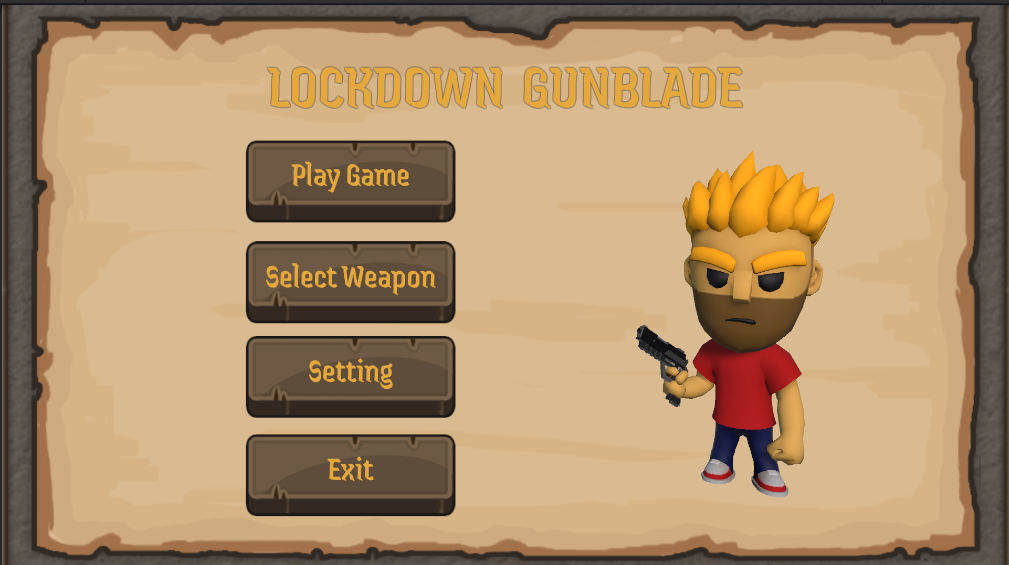 LOCKDOWN GUNBLADE
Play Game
Select Weapon
Setting
Exit